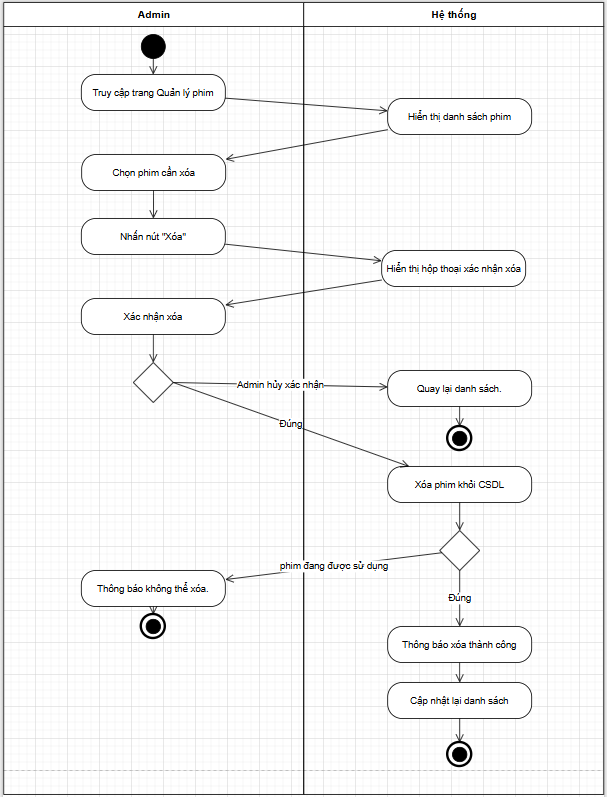 Admin
Hệ thống
Truy cập trang Quản lý phim
Hiển thị danh sách phim
Chọn phim cần xóa
Nhấn nút "Xóa"
Hiển thị hộp thoại xác nhận xóa
Xác nhận xóa
Admin hủy xác nhận
Quay lại danh sách.
Đúng
Xóa phim khỏi CSDL
phim đang được sử dụng
Thông báo không thể xóa.
Đúng
Thông báo xóa thành công
Cập nhật lại danh sách